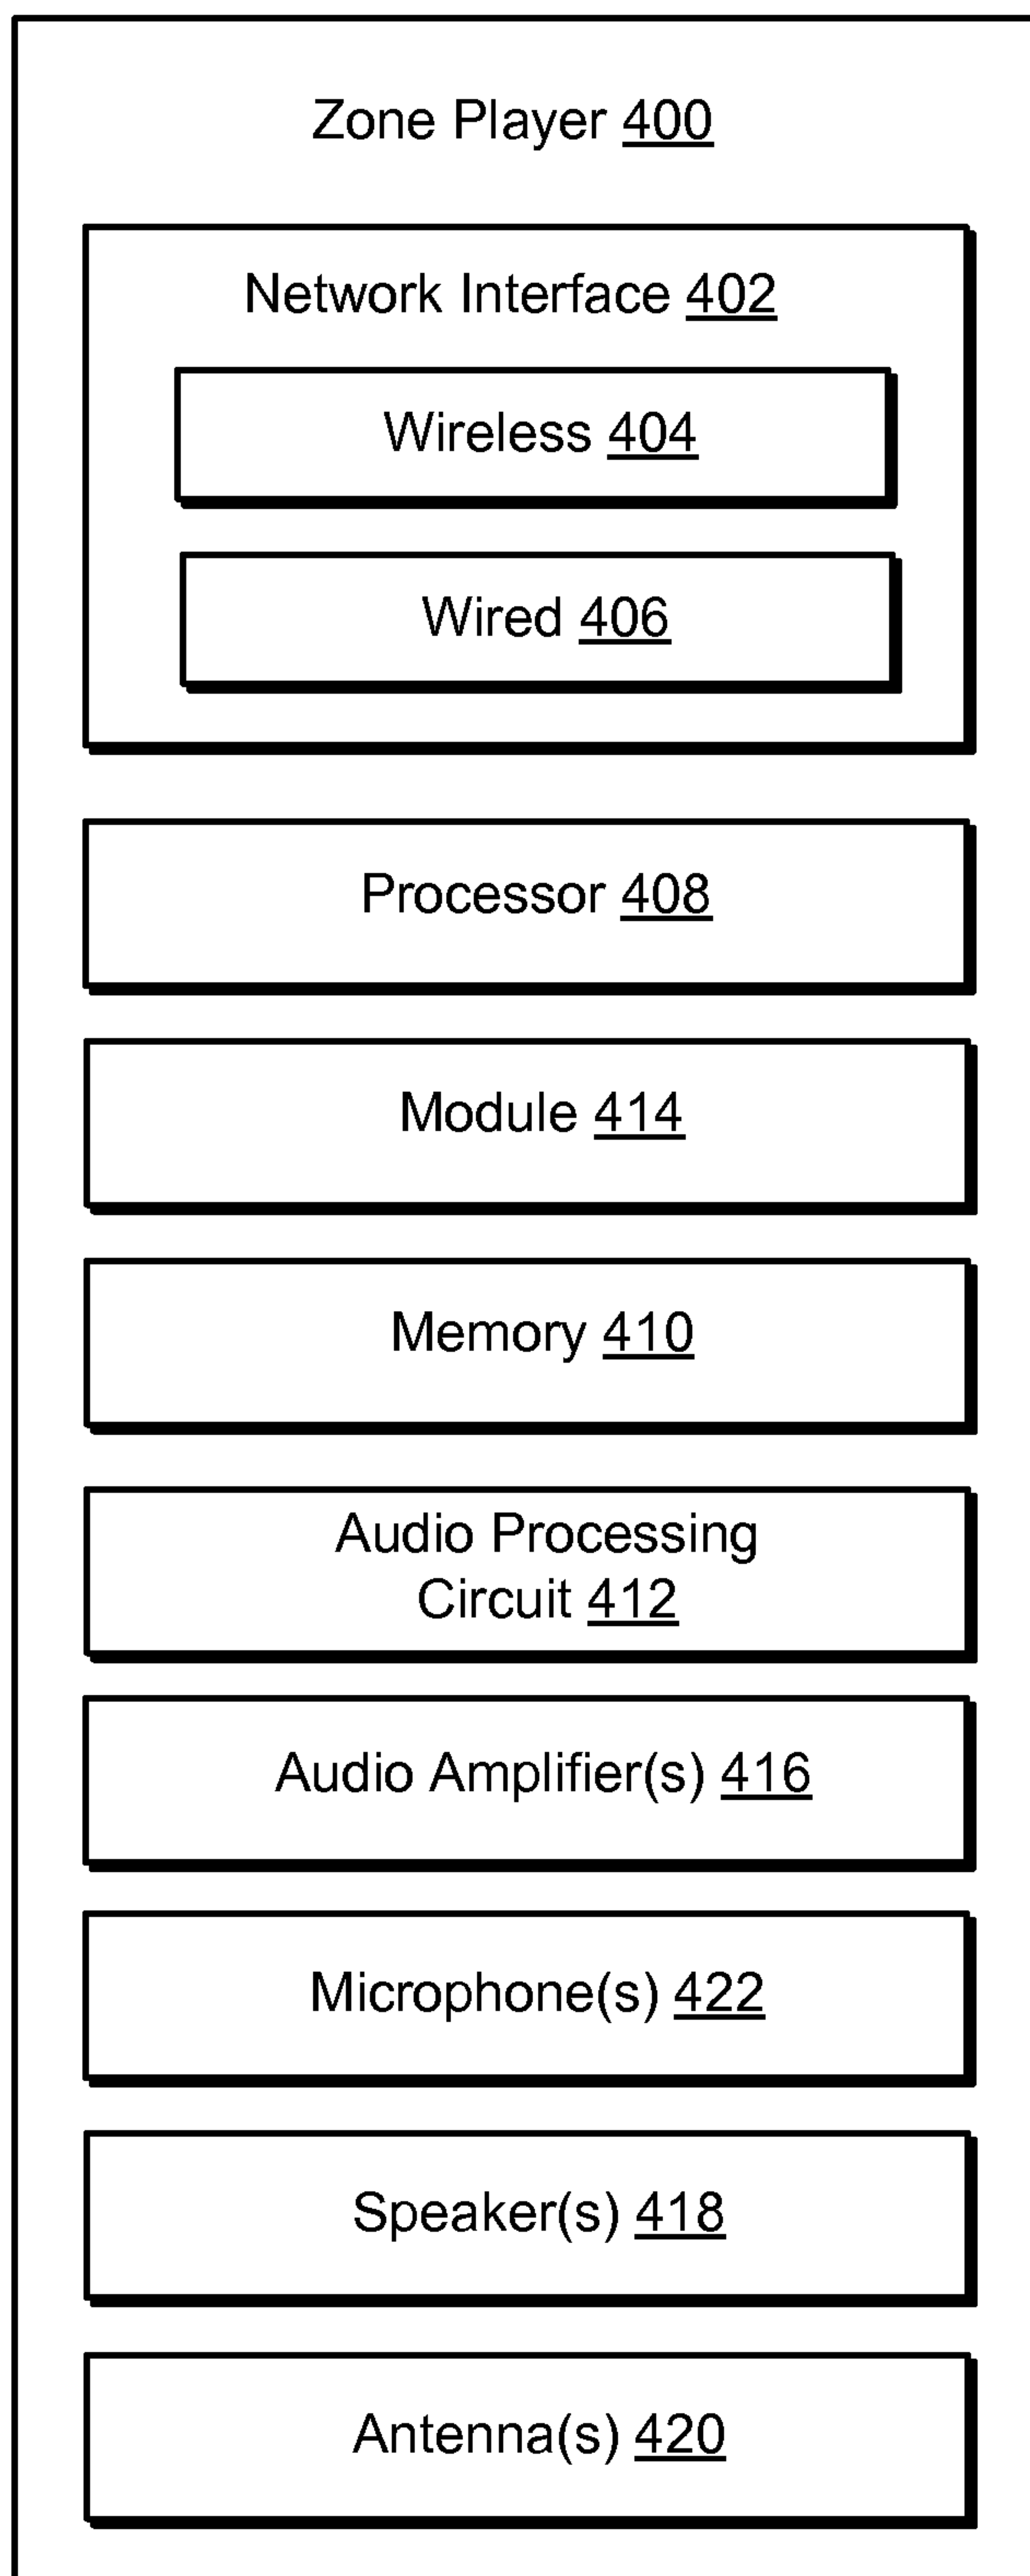 Zone Player 400
Network Interface 402
Wireless 404
Wired 406
Processor 408
Module 414
Memory 410
Audio Processing
Circuit 412
Audio Amplifier(s) 416
Microphone(s) 422
Speaker(s) 418
Antenna(s) 420